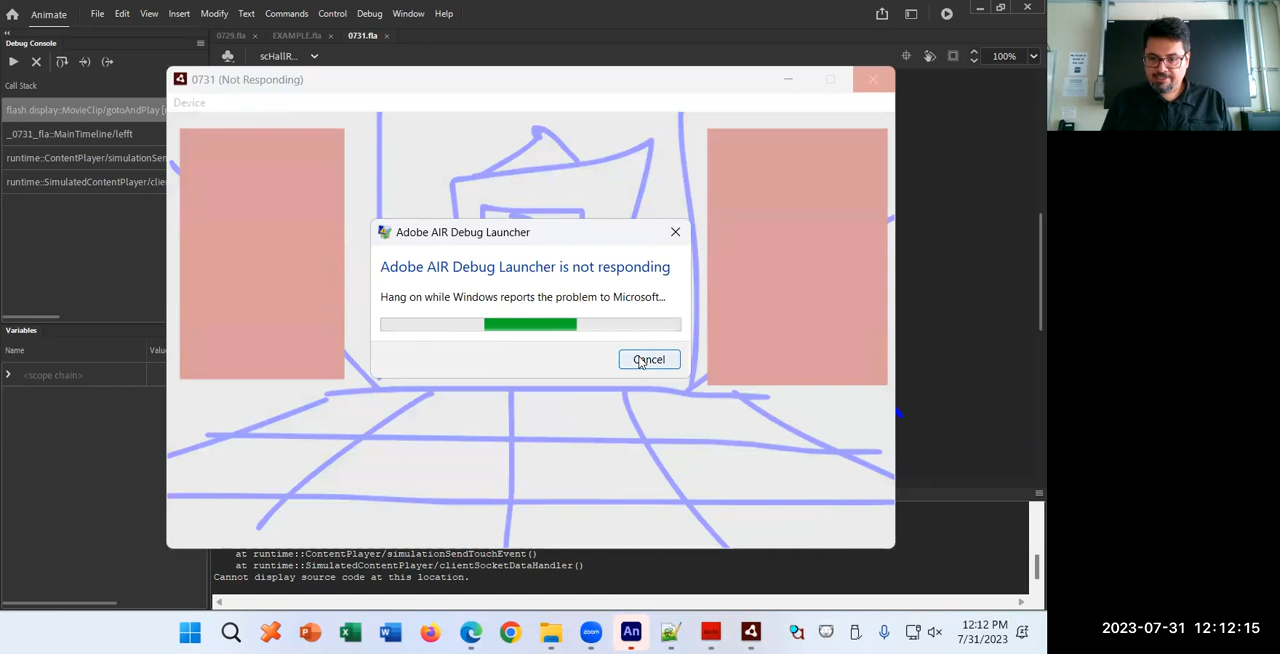 Animate
File Edit View Insert Modify Text Commands Control Debug Window Help
Debug Console
0729.fla × EXAMPLE.fla × 0731.fla ×
scHallR...
100%
Call Stack
flash.display::MovieClip/gotoAndPlay [
_0731_fla::MainTimeline/lefft
runtime::ContentPlayer/simulationSen
runtime::SimulatedContentPlayer/clie
Variables
Name Valu
<scope chain>
0731 (Not Responding)
Device
Adobe AIR Debug Launcher
Adobe AIR Debug Launcher is not responding
Hang on while Windows reports the problem to Microsoft...
Cancel
at runtime::ContentPlayer/simulationSendTouchEvent()
at runtime::SimulatedContentPlayer/clientSocketDataHandler()
Cannot display source code at this location.
zoom
An
12:12 PM
7/31/2023
2023-07-31 12:12:15